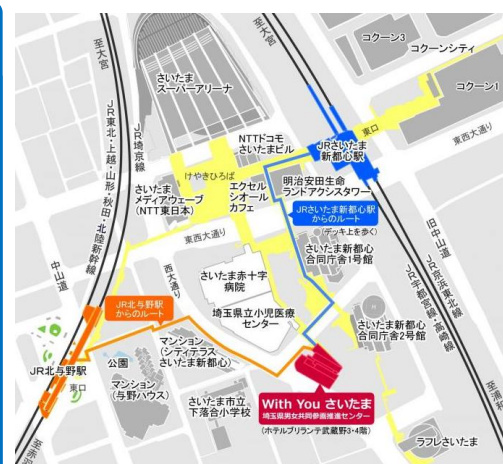 至大宮
至大宮
コクーン3
コクーンシティ
コクーン1
さいたま
スーパーアリーナ
JR東北・上越・山形・秋田・北陸新幹線
JR埼京線
NTTドコモ
さいたまビル
JRさいたま
新都心駅
東口
東西大通り
けやきひろば
明治安田生命
ランドアクシスタワー
さいたま
メディアウェーブ
(NTT東日本)
エクセル
シオール
カフェ
JRさいたま新都心駅
からのルート
(デッキ上を歩く)
旧中山道
中山道
東西大通り
西大通り
さいたま新都心
合同庁舎1号館
さいたま赤十字
病院
JR京浜東北線
JR宇都宮線・高崎線
JR北与野駅
からのルート
埼玉県立小児医療
センター
さいたま新都心
合同庁舎2号館
JR北与野駅
東口
公園
マンション
(シティテラス
さいたま新都心)
マンション
(与野ハウス)
With You さいたま
埼玉県男女共同参画推進センター
(ホテルブリランテ武蔵野3・4階)
さいたま市立
下落合小学校
ラフレさいたま